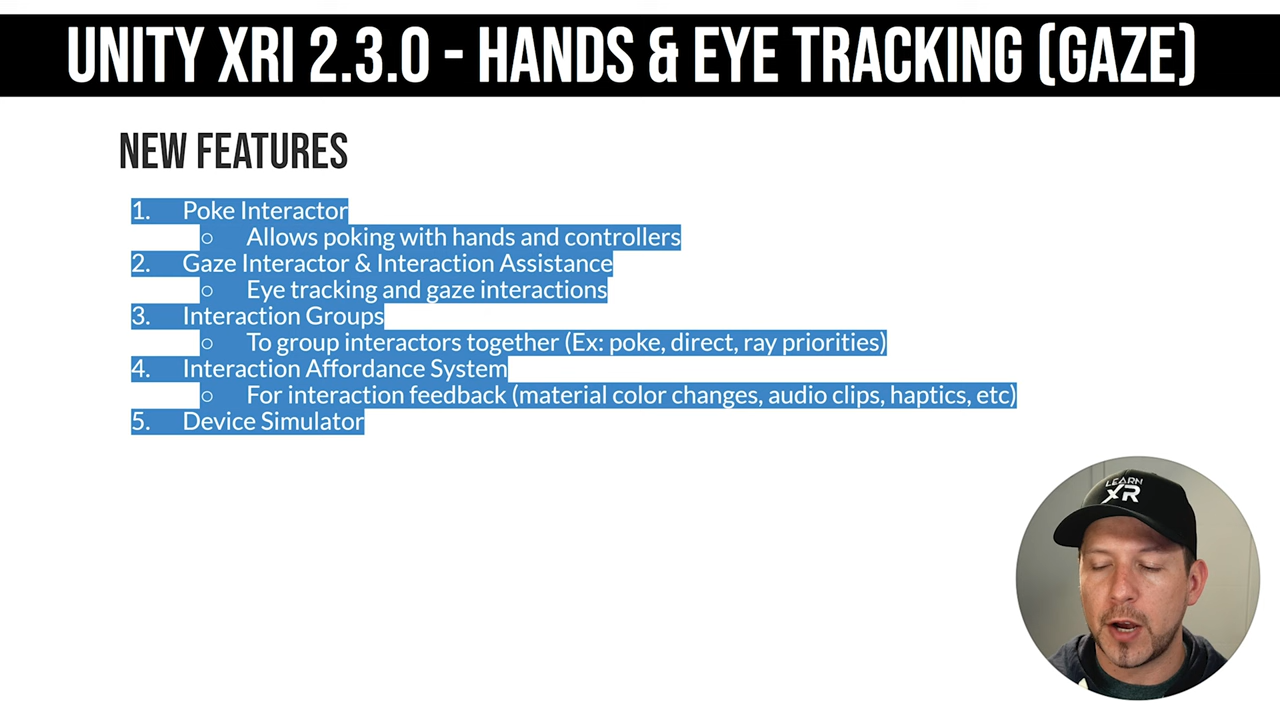 UNITY XRI 2.3.0 - HANDS & EYE TRACKING (GAZE)
NEW FEATURES
1. Poke Interactor
○ Allows poking with hands and controllers
2. Gaze Interactor & Interaction Assistance
○ Eye tracking and gaze interactions
3. Interaction Groups
○ To group interactors together (Ex: poke, direct, ray priorities)
4. Interaction Affordance System
○ For interaction feedback (material color changes, audio clips, haptics, etc)
5. Device Simulator
LEARN
XR